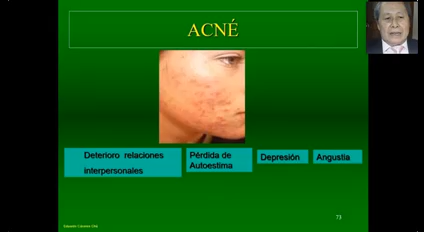 ACNÉ
Deterioro relaciones
interpersonales
Pérdida de
Autoestima
Depresión
Angustia
73